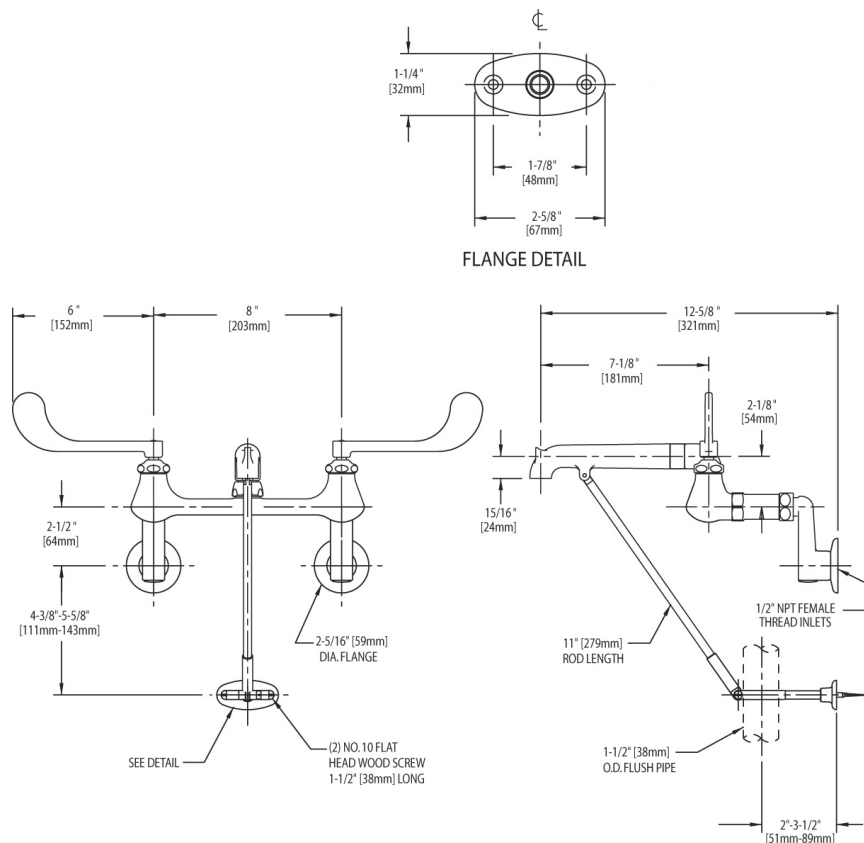 ℄
1-1/4"
[32mm]
1-7/8"
[48mm]
2-5/8"
[67mm]
FLANGE DETAIL
6 "
[152mm]
8 "
[203mm]
12-5/8 "
[321mm]
7-1/8"
[181mm]
2-1/8"
[54mm]
2-1/2"
[64mm]
15/16"
[24mm]
4-3/8"-5-5/8"
[111mm-143mm]
2-5/16" [59mm]
DIA. FLANGE
1/2" NPT FEMALE
THREAD INLETS
11" [279mm]
ROD LENGTH
SEE DETAIL
(2) NO. 10 FLAT
HEAD WOOD SCREW
1-1/2" [38mm] LONG
1-1/2" [38mm]
O.D. FLUSH PIPE
2"-3-1/2"
[51mm-89mm]